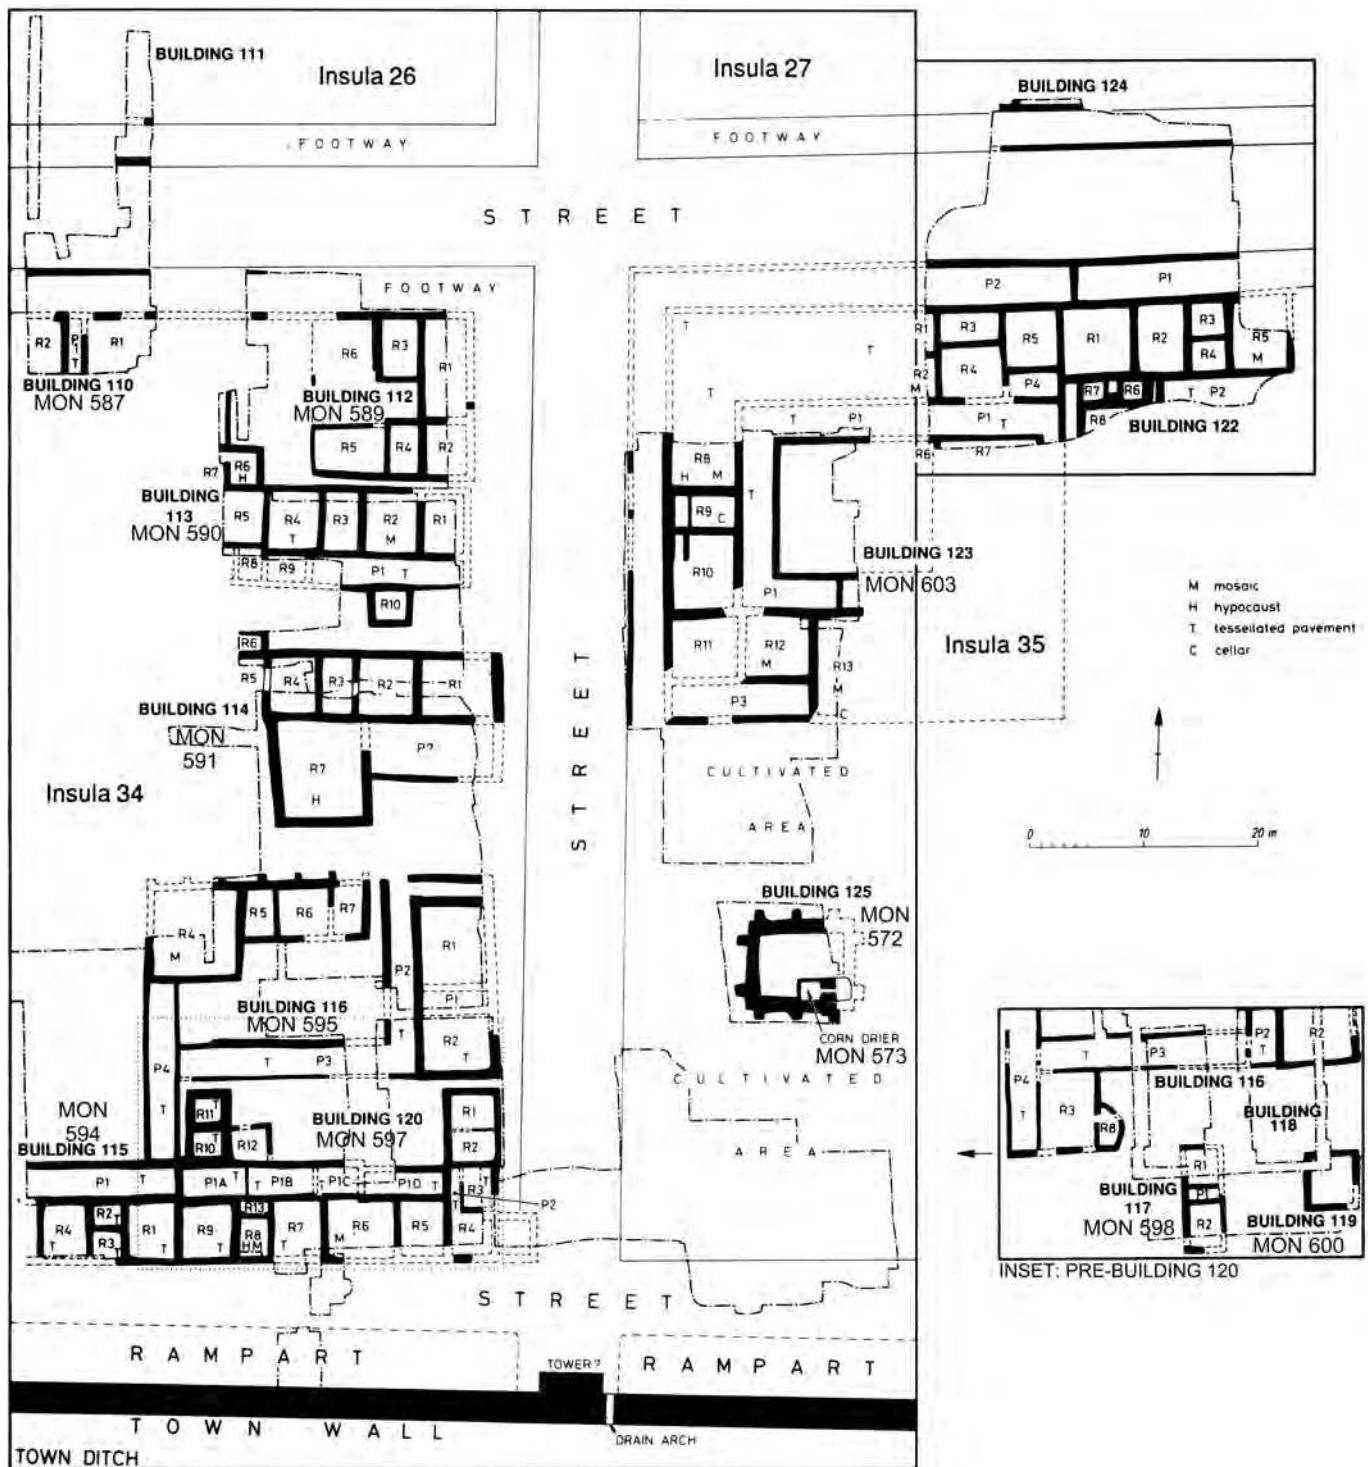 BUILDING 111
Insula 26
Insula 27
BUILDING 124
FOOTWAY
FOOTWAY
STREET
P2
P1
FOOTWAY
R2
P1
T
R1
BUILDING 110
MON 587
R6
R3
R1
BUILDING 112
MON 589
R5
R4
R2
T
T
T
T
P1
R1
R3
R2
M
R4
R5
P4
P1
T
R6
R7
R1
R2
R3
R4
R5
M
R7
R6
R8
T
P2
BUILDING 122
R7
R6
H
BUILDING
113
MON 590
R5
R4
T
R3
R2
M
R1
R8
R9
P1
T
R10
R8
H
M
T
R9
C
R10
P1
BUILDING 123
MON 603
R11
R12
M
R13
M
P3
C
Insula 35
M mosaic
H hypocaust
T tessellated pavement
C cellar
R6
R5
R4
R3
R2
R1
BUILDING 114
MON
591
P?
R7
H
Insula 34
STREET
CULTIVATED
AREA
0 10 20 m
BUILDING 125
MON
572
CORN DRIER
MON 573
CULTIVATED
AREA
R4
M
R5
R6
R7
R1
P2
P1
T
R2
T
BUILDING 116
MON 595
T
P3
P4
T
MON
594
BUILDING 115
R11
T
R10
T
R12
BUILDING 120
MON 597
R1
R2
P1
T
P1A
T
P1B
T
P1C
P1D
T
R3
T
P2
R4
T
R2
T
R3
T
R1
T
R9
T
R13
R8
HM
R7
T
R6
M
R5
R4
T
P4
T
T
P3
P2
T
R2
BUILDING 116
R3
R8
BUILDING
118
R1
P1
R2
BUILDING
117
MON 598
BUILDING 119
MON 600
INSET: PRE-BUILDING 120
STREET
RAMPART
TOWER?
RAMPART
TOWN WALL
DRAIN ARCH
TOWN DITCH